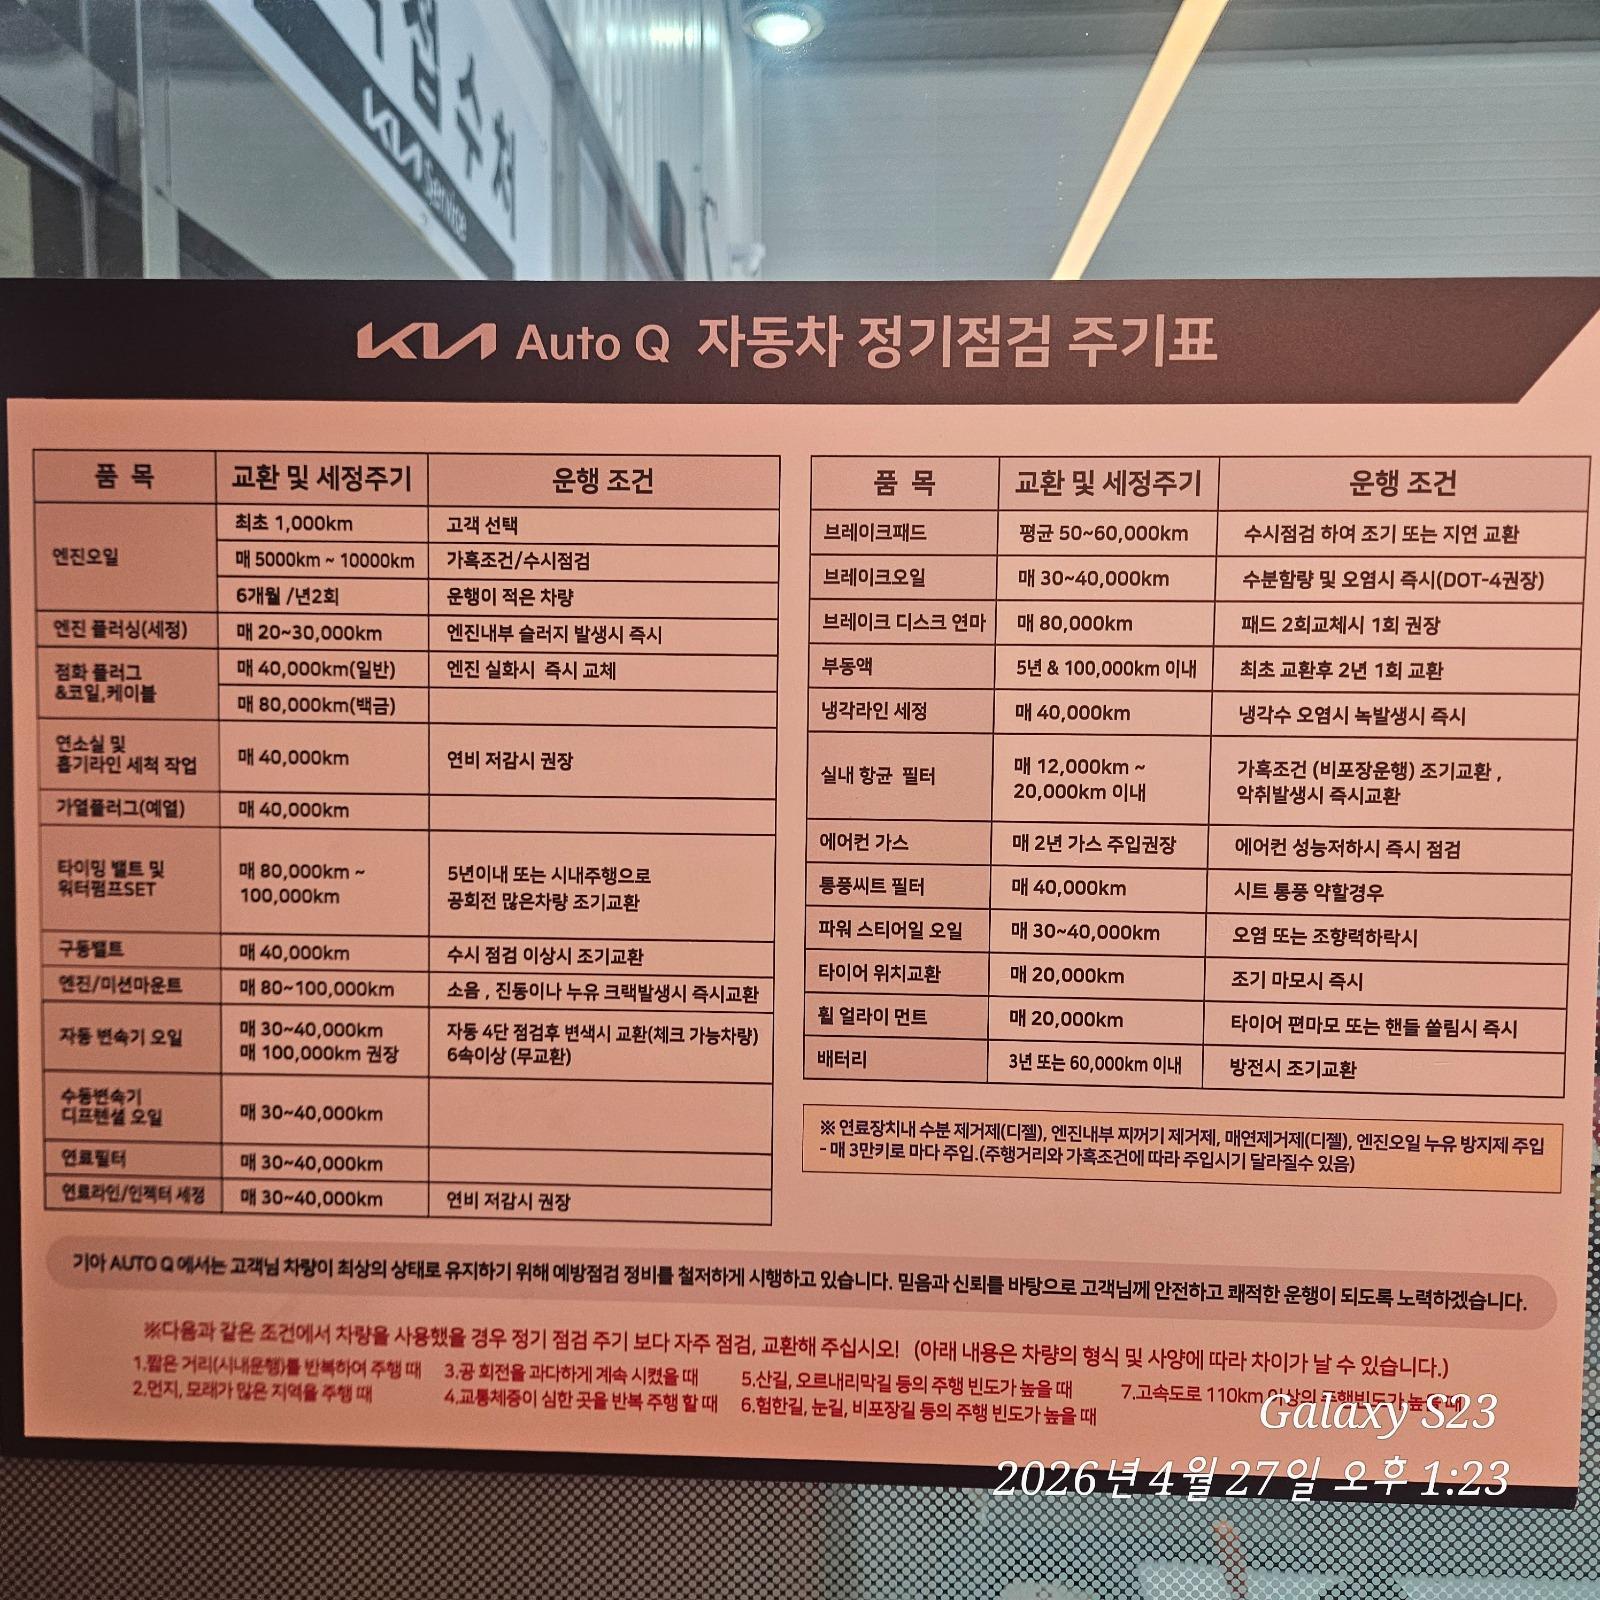 접수처
KIA Service
KIA Auto Q 자동차 정기점검 주기표
품 목 교환 및 세정주기 운행 조건
엔진오일 최초 1,000km 고객 선택
매 5000km ~ 10000km 가혹조건/수시점검
6개월 /년2회 운행이 적은 차량
엔진 플러싱(세정) 매 20~30,000km 엔진내부 슬러지 발생시 즉시
점화 플러그
&코일,케이블
매 40,000km(일반) 엔진 실화시 즉시 교체
매 80,000km(백금)
연소실 및
흡기라인 세척 작업
매 40,000km 연비 저감시 권장
가열플러그(예열) 매 40,000km
타이밍 밸트 및
워터펌프SET
매 80,000km ~
100,000km
5년이내 또는 시내주행으로
공회전 많은차량 조기교환
구동밸트 매 40,000km 수시 점검 이상시 조기교환
엔진/미션마운트 매 80~100,000km 소음 , 진동이나 누유 크랙발생시 즉시교환
자동 변속기 오일
매 30~40,000km
매 100,000km 권장
자동 4단 점검후 변색시 교환(체크 가능차량)
6속이상 (무교환)
수동변속기
디프렌셜 오일
매 30~40,000km
연료필터 매 30~40,000km
연료라인/인젝터 세정 매 30~40,000km 연비 저감시 권장
품 목 교환 및 세정주기 운행 조건
브레이크패드 평균 50~60,000km 수시점검 하여 조기 또는 지연 교환
브레이크오일 매 30~40,000km 수분함량 및 오염시 즉시(DOT-4권장)
브레이크 디스크 연마 매 80,000km 패드 2회교체시 1회 권장
부동액 5년 & 100,000km 이내 최초 교환후 2년 1회 교환
냉각라인 세정 매 40,000km 냉각수 오염시 녹발생시 즉시
실내 항균 필터
매 12,000km ~
20,000km 이내
가혹조건 (비포장운행) 조기교환 ,
악취발생시 즉시교환
에어컨 가스 매 2년 가스 주입권장 에어컨 성능저하시 즉시 점검
통풍씨트 필터 매 40,000km 시트 통풍 약할경우
파워 스티어일 오일 매 30~40,000km 오염 또는 조향력하락시
타이어 위치교환 매 20,000km 조기 마모시 즉시
휠 얼라이 먼트 매 20,000km 타이어 편마모 또는 핸들 쏠림시 즉시
배터리 3년 또는 60,000km 이내 방전시 조기교환
※ 연료장치내 수분 제거제(디젤), 엔진내부 찌꺼기 제거제, 매연제거제(디젤), 엔진오일 누유 방지제 주입
- 매 3만키로 마다 주입.(주행거리와 가혹조건에 따라 주입시기 달라질수 있음)
기아 AUTO Q 에서는 고객님 차량이 최상의 상태로 유지하기 위해 예방점검 정비를 철저하게 시행하고 있습니다. 믿음과 신뢰를 바탕으로 고객님께 안전하고 쾌적한 운행이 되도록 노력하겠습니다.
※다음과 같은 조건에서 차량을 사용했을 경우 정기 점검 주기 보다 자주 점검, 교환해 주십시오! (아래 내용은 차량의 형식 및 사양에 따라 차이가 날 수 있습니다.)
1.짧은 거리(시내운행)를 반복하여 주행 때 3.공 회전을 과다하게 계속 시켰을 때 5.산길, 오르내리막길 등의 주행 빈도가 높을 때 7.고속도로 110km 이상의 주행빈도가 높을 때
2.먼지, 모래가 많은 지역을 주행 때 4.교통체증이 심한 곳을 반복 주행 할 때 6.험한길, 눈길, 비포장길 등의 주행 빈도가 높을 때
Galaxy S23
2026년 4월 27일 오후 1:23